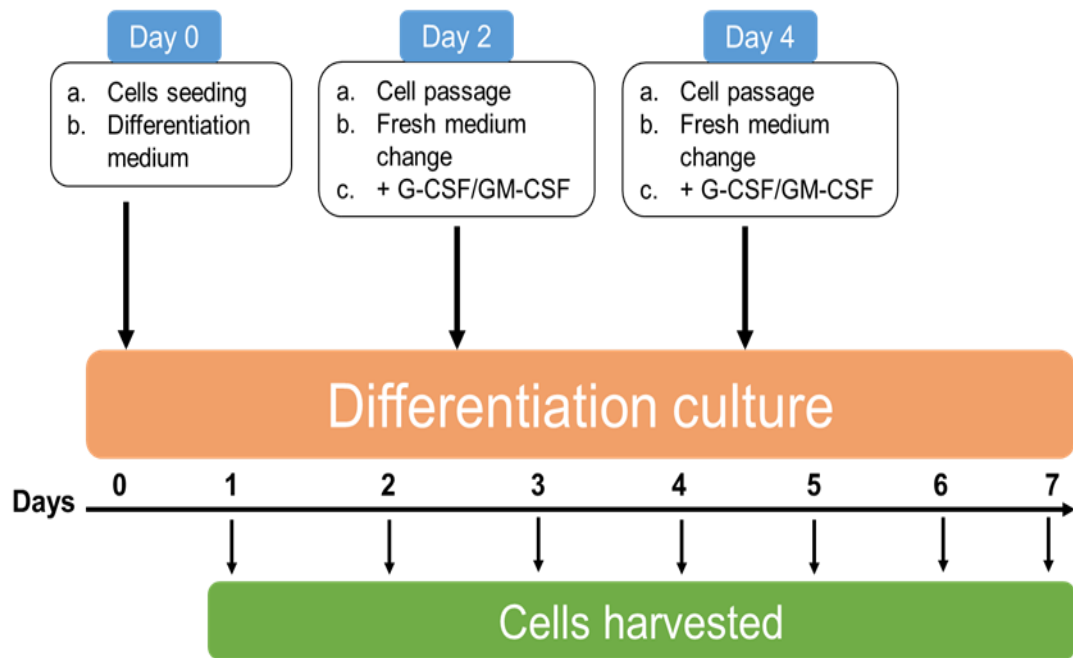 Day 0
a. Cells seeding
b. Differentiation
medium
Day 2
a. Cell passage
b. Fresh medium
change
c. + G-CSF/GM-CSF
Day 4
a. Cell passage
b. Fresh medium
change
c. + G-CSF/GM-CSF
Differentiation culture
Days 0 1 2 3 4 5 6 7
Cells harvested